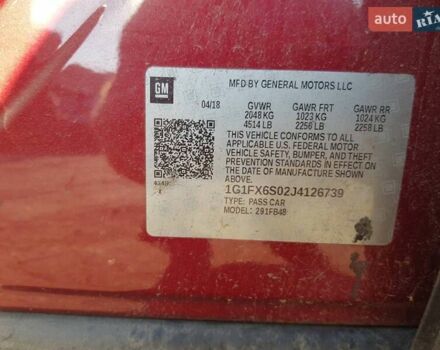 auto RIA
GM
MFD BY GENERAL MOTORS LLC
04/18 GVWR GAWR FRT GAWR RR
2048 KG 1023 KG 1024 KG
4514 LB 2256 LB 2258 LB
THIS VEHICLE CONFORMS TO ALL
APPLICABLE U.S. FEDERAL MOTOR
VEHICLE SAFETY, BUMPER, AND THEFT
PREVENTION STANDARDS IN EFFECT ON THE
DATE OF MANUFACTURE SHOWN
ABOVE.
1G1FX6S02J4126739
TYPE: PASS CAR
MODEL: 291FB48